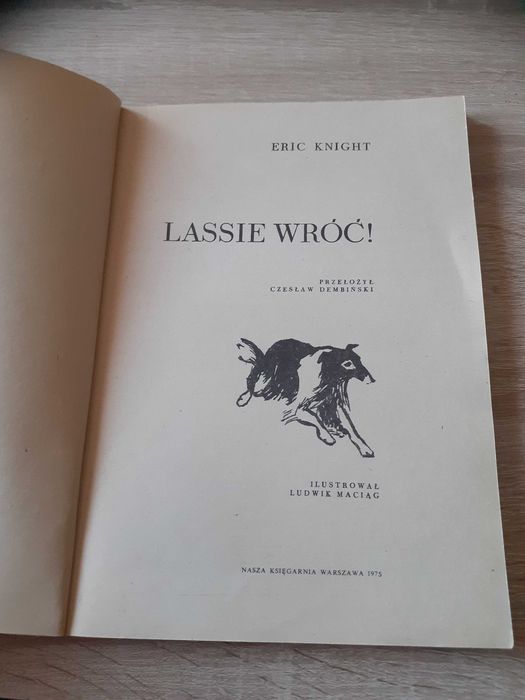 ERIC KNIGHT
LASSIE WRÓĆ!
PRZEŁOŻYŁ
CZESŁAW DEMBIŃSKI
ILUSTROWAŁ
LUDWIK MACIĄG
NASZA KSIĘGARNIA WARSZAWA 1975